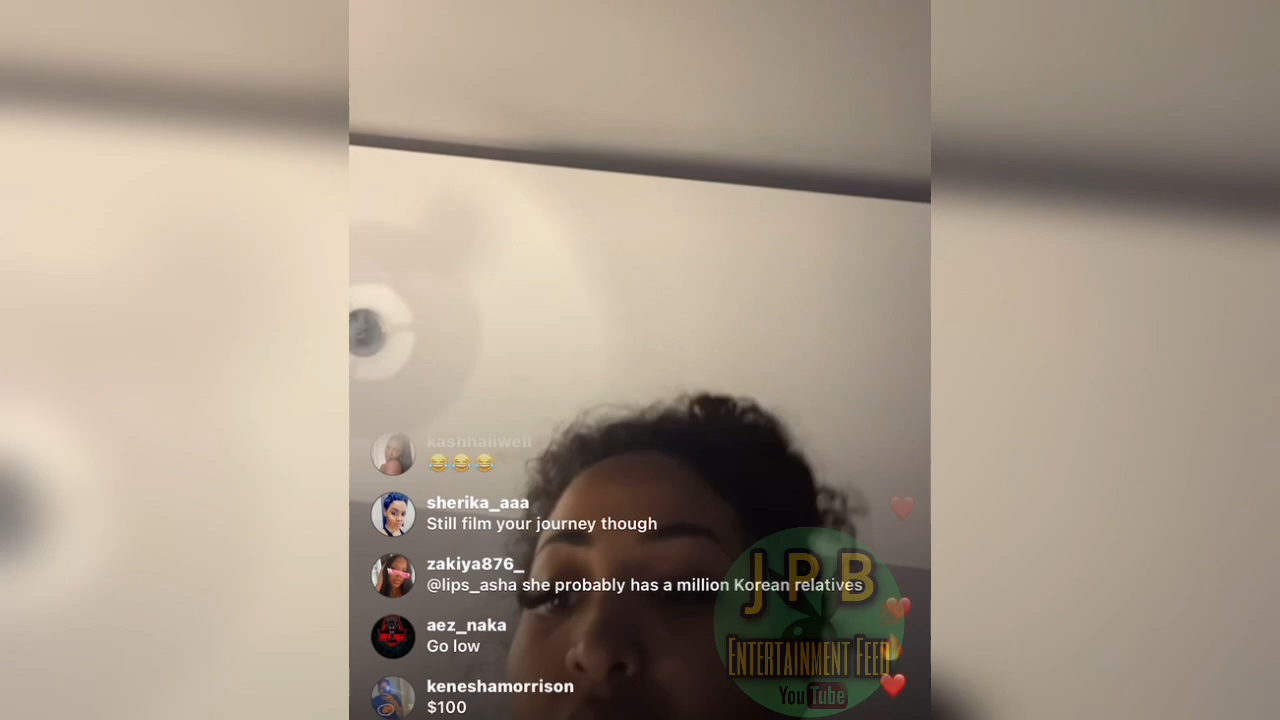 kashhaliwell
😂😂😂
sherika_aaa
Still film your journey though
zakiya876_
@lips_asha she probably has a million Korean relatives
aez_naka
Go low
keneshamorrison
$100
JPB
ENTERTAINMENT FEED
YouTube